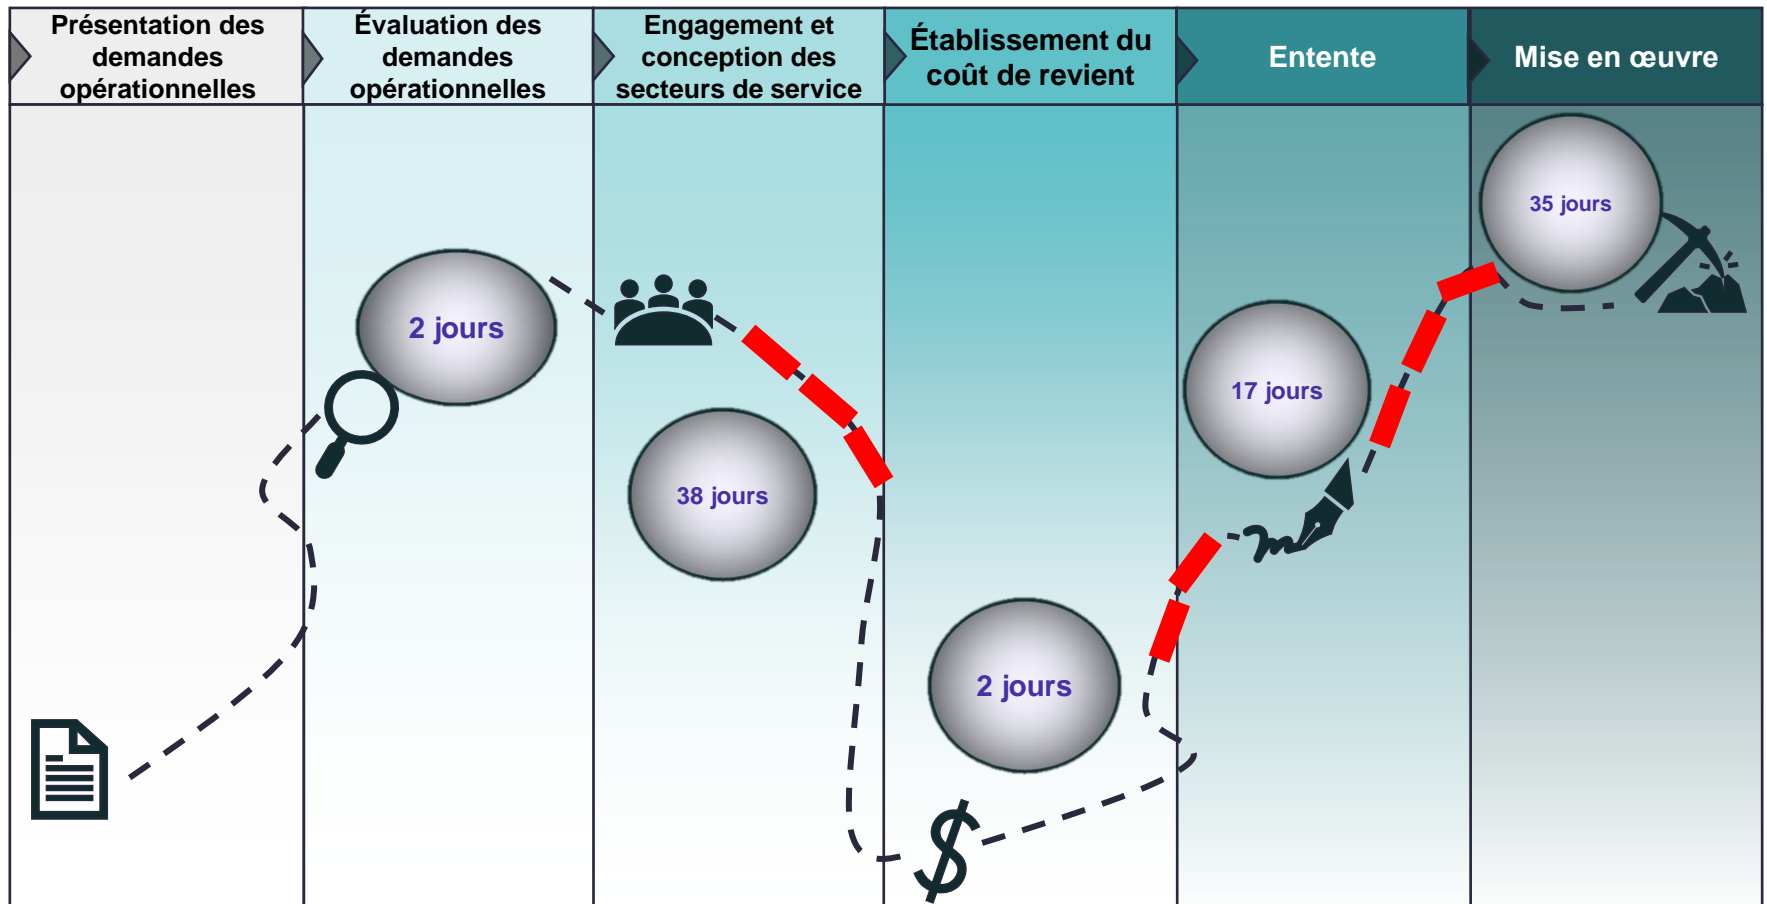 Présentation des
demandes
opérationnelles
Évaluation des
demandes
opérationnelles
Engagement et
conception des
secteurs de service
Établissement du
coût de revient
Entente
Mise en œuvre
2 jours
38 jours
2 jours
17 jours
35 jours